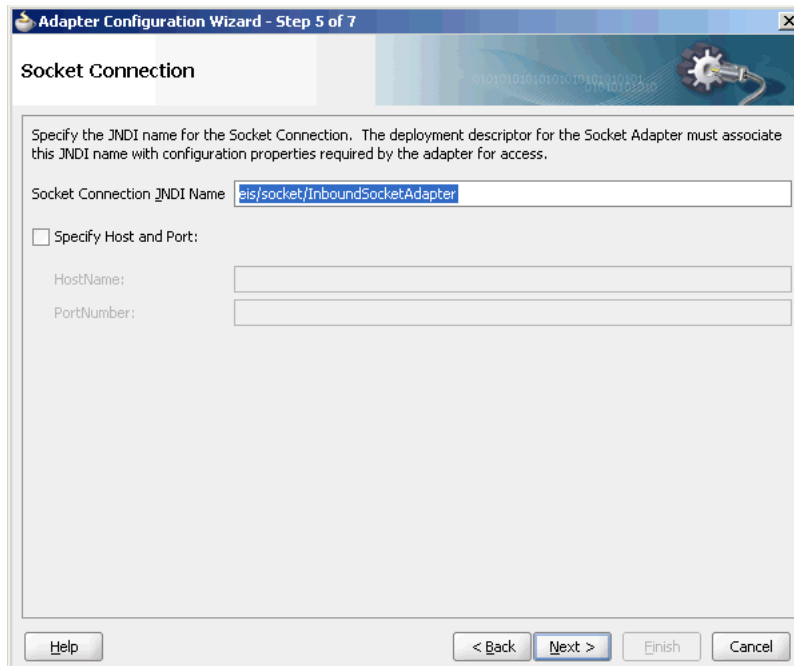 Adapter Configuration Wizard - Step 5 of 7
Socket Connection
Specify the JNDI name for the Socket Connection. The deployment descriptor for the Socket Adapter must associate
this JNDI name with configuration properties required by the adapter for access.
Socket Connection JNDI Name eis/socket/InboundSocketAdapter
Specify Host and Port:
HostName:
PortNumber:
Help < Back Next > Finish Cancel